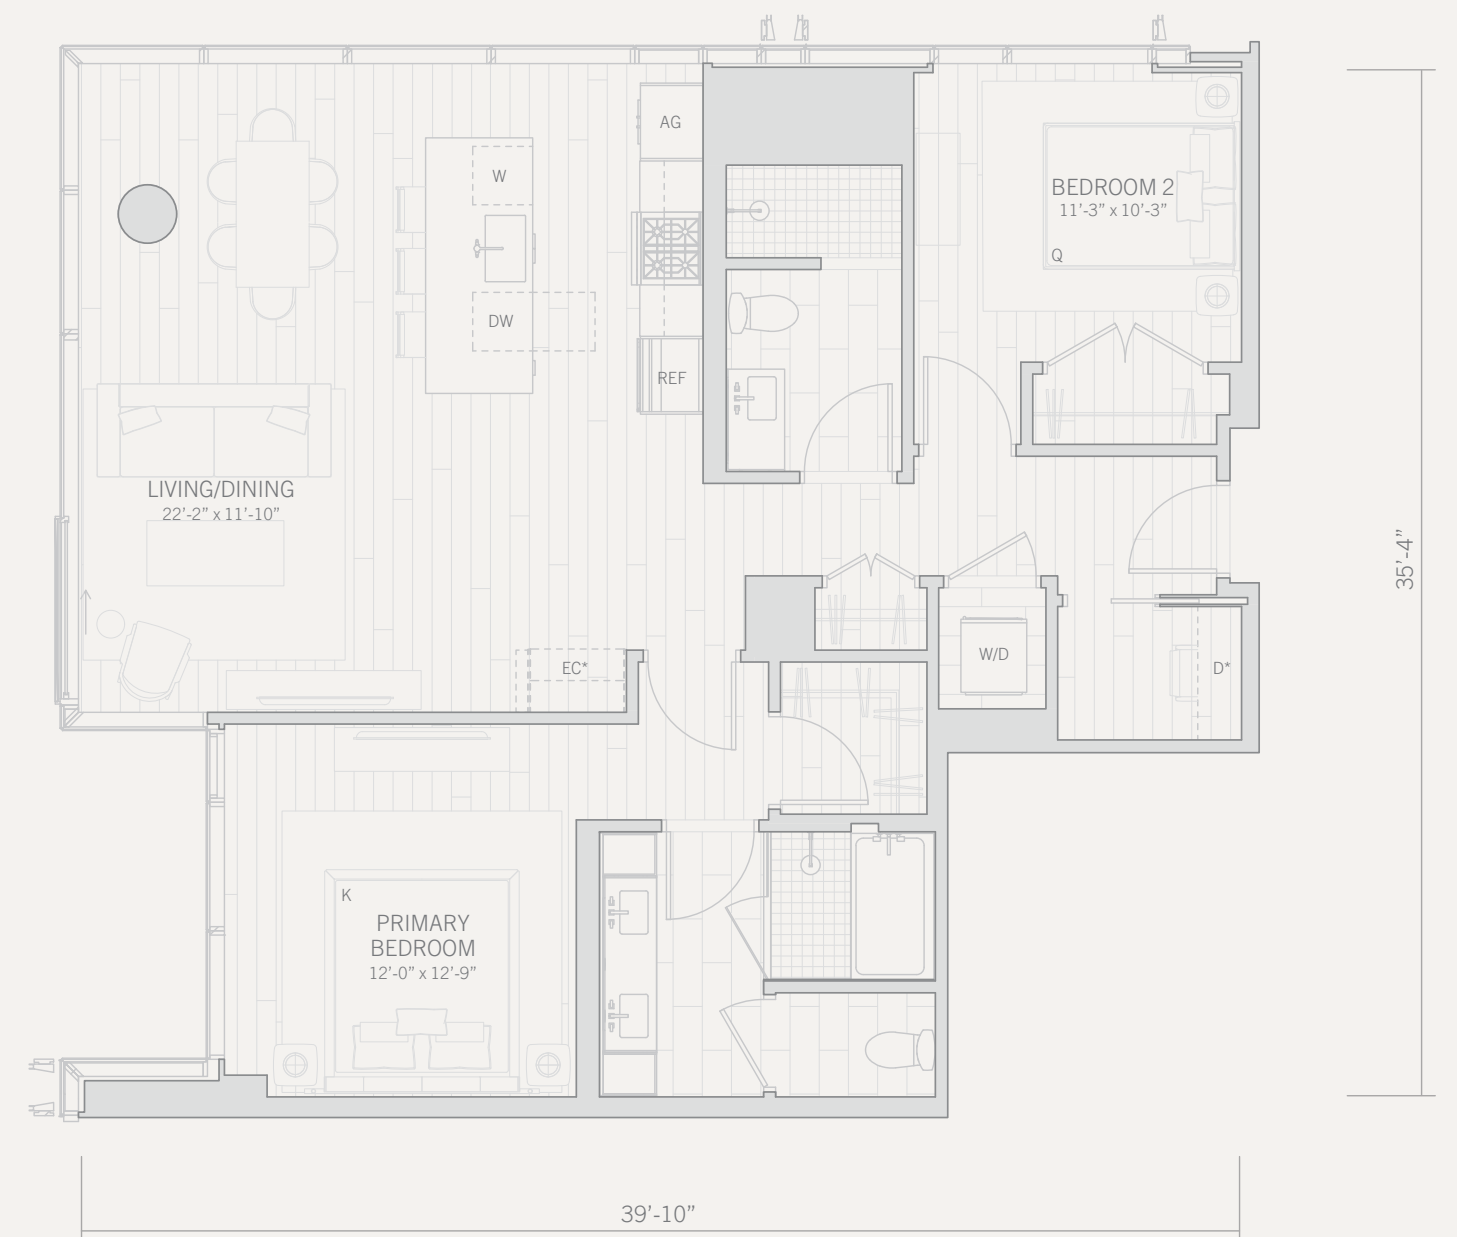 AG
W
BEDROOM 2
11’-3” x 10’-3”
Q
DW
REF
LIVING/DINING
22’-2” x 11’-10”
35’-4”
EC*
W/D
D*
K
PRIMARY
BEDROOM
12’-0” x 12’-9”
39’-10”